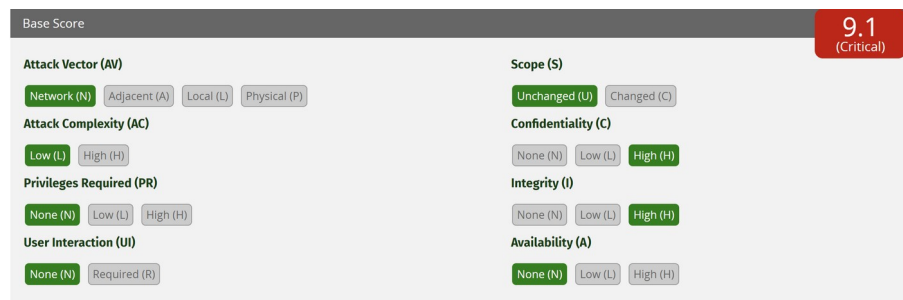 Base Score
9.1
(Critical)
Attack Vector (AV)
Network (N) Adjacent (A) Local (L) Physical (P)
Attack Complexity (AC)
Low (L) High (H)
Privileges Required (PR)
None (N) Low (L) High (H)
User Interaction (UI)
None (N) Required (R)
Scope (S)
Unchanged (U) Changed (C)
Confidentiality (C)
None (N) Low (L) High (H)
Integrity (I)
None (N) Low (L) High (H)
Availability (A)
None (N) Low (L) High (H)